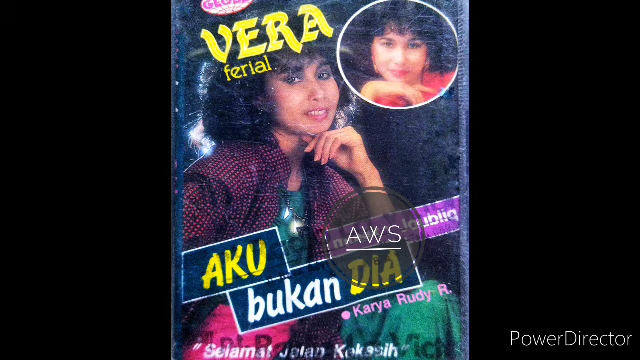 VERA
ferial
AWS
AKU
bukan DIA
Karya Rudy R.
"Selamat Jalan Kekasih"
PowerDirector